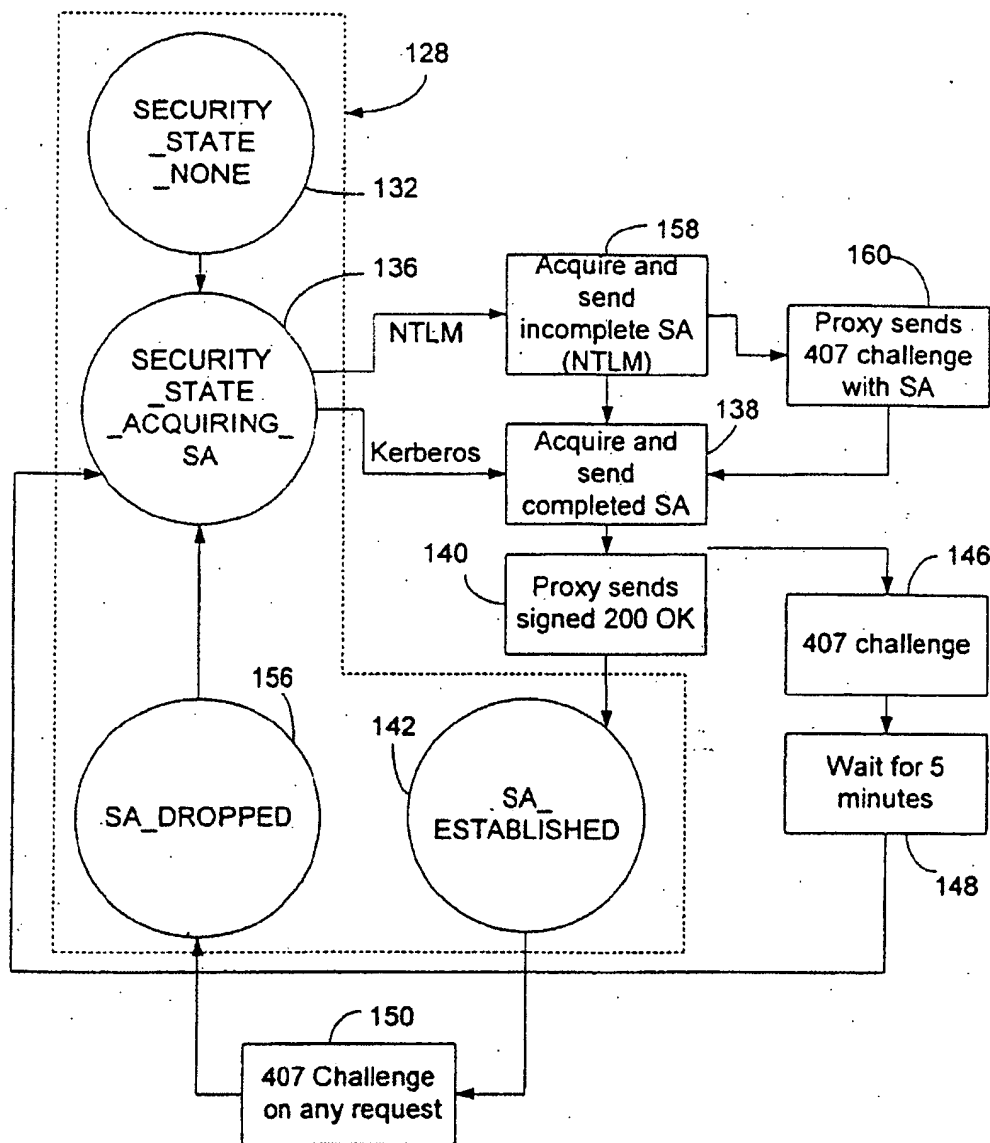 128
SECURITY
_STATE
_NONE
132
136
158
160
SECURITY
_STATE
_ACQUIRING_
SA
NTLM
Acquire and
send
incomplete SA
(NTLM)
Proxy sends
407 challenge
with SA
138
Kerberos
Acquire and
send
completed SA
140
146
Proxy sends
signed 200 OK
407 challenge
156
142
SA_DROPPED
SA_
ESTABLISHED
Wait for 5
minutes
148
150
407 Challenge
on any request